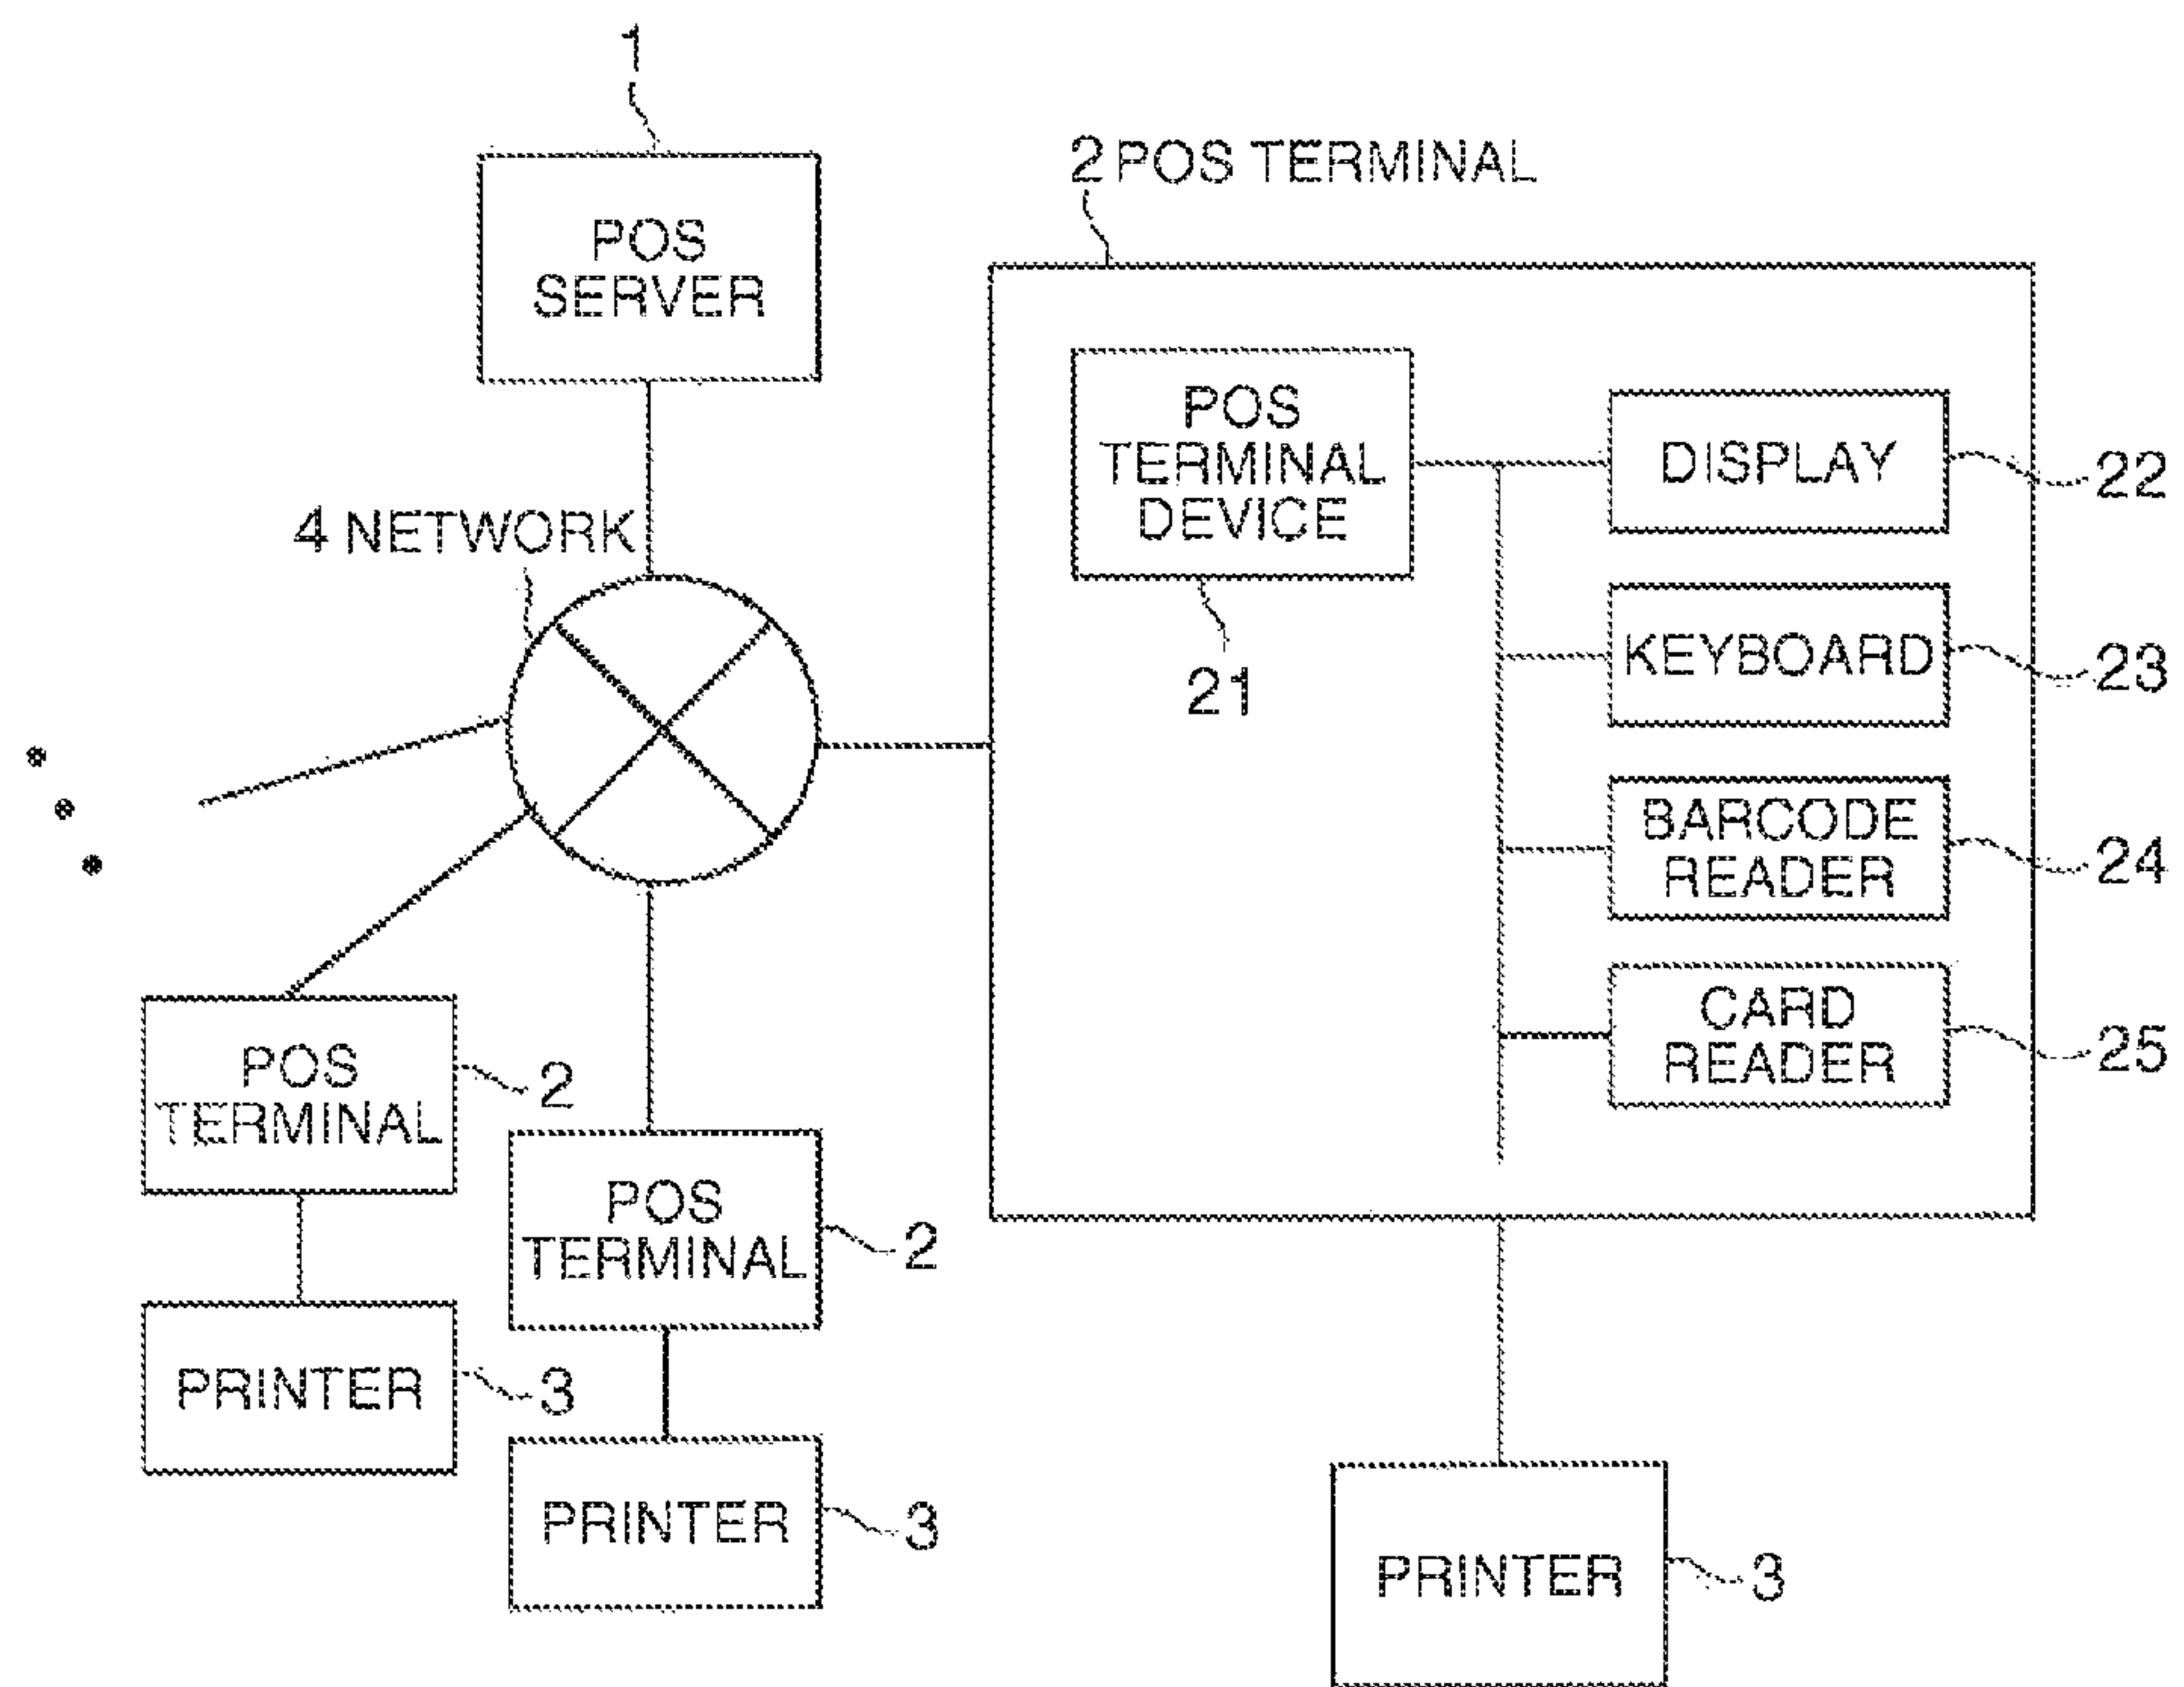 1
POS
SERVER
2 POS TERMINAL
POS
TERMINAL
DEVICE
21
DISPLAY
22
KEYBOARD
23
BARCODE
READER
24
CARD
READER
25
4 NETWORK
POS
TERMINAL
2
POS
TERMINAL
2
PRINTER
3
PRINTER
3
PRINTER
3